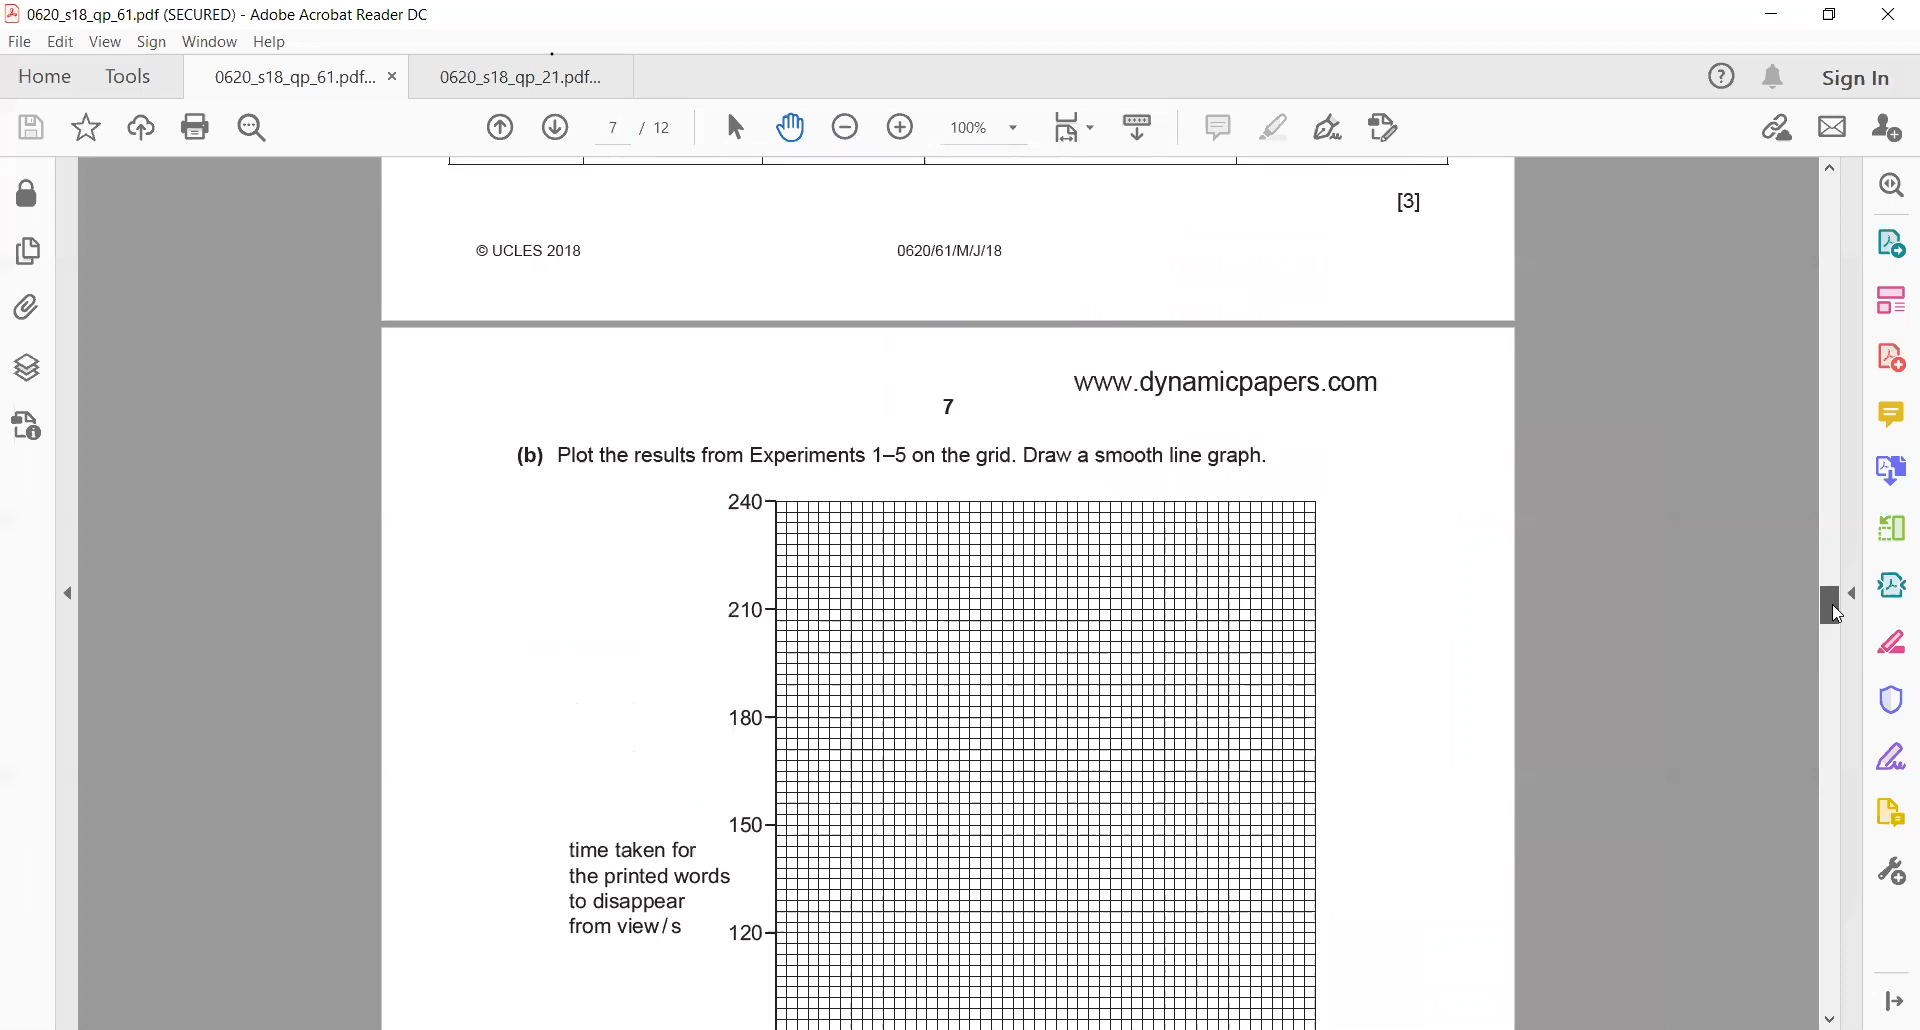 0620_s18_qp_61.pdf (SECURED) - Adobe Acrobat Reader DC
File Edit View Sign Window Help
Home Tools 0620_s18_qp_61.pdf... × 0620_s18_qp_21.pdf... Sign In
7 / 12 100%
[3]
© UCLES 2018 0620/61/M/J/18
www.dynamicpapers.com
7
(b) Plot the results from Experiments 1–5 on the grid. Draw a smooth line graph.
240
210
180
150
time taken for
the printed words
to disappear
from view/s
120